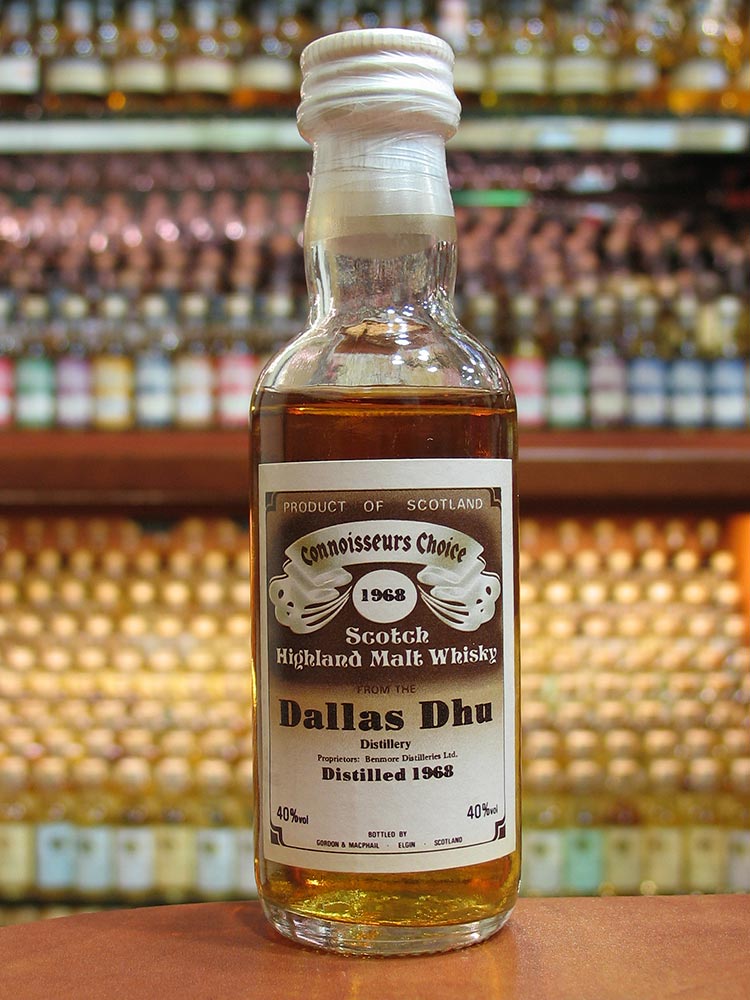 PRODUCT OF SCOTLAND
Connoisseurs Choice
1968
Scotch
Highland Malt Whisky
FROM THE
Dallas Dhu
Distillery
Proprietors: Benmore Distilleries Ltd.
Distilled 1968
40%vol 40%vol
BOTTLED BY
GORDON & MACPHAIL · ELGIN · SCOTLAND